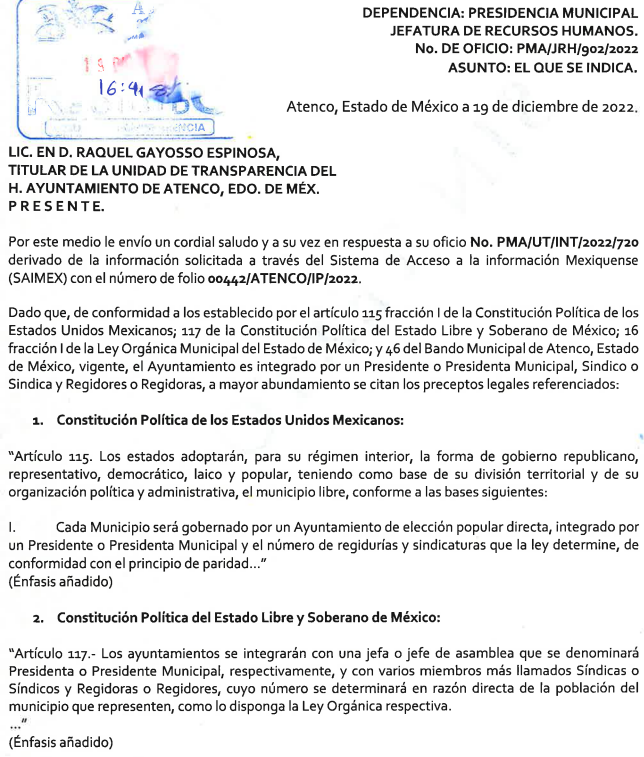 DEPENDENCIA: PRESIDENCIA MUNICIPAL
JEFATURA DE RECURSOS HUMANOS.
No. DE OFICIO: PMA/JRH/902/2022
ASUNTO: EL QUE SE INDICA.
16:41
Atenco, Estado de México a 19 de diciembre de 2022.
LIC. EN D. RAQUEL GAYOSSO ESPINOSA,
TITULAR DE LA UNIDAD DE TRANSPARENCIA DEL
H. AYUNTAMIENTO DE ATENCO, EDO. DE MÉX.
P R E S E N T E.
Por este medio le envío un cordial saludo y a su vez en respuesta a su oficio No. PMA/UT/INT/2022/720
derivado de la información solicitada a través del Sistema de Acceso a la información Mexiquense
(SAIMEX) con el número de folio 00442/ATENCO/IP/2022.
Dado que, de conformidad a los establecido por el artículo 115 fracción I de la Constitución Política de los
Estados Unidos Mexicanos; 117 de la Constitución Política del Estado Libre y Soberano de México; 16
fracción I de la Ley Orgánica Municipal del Estado de México; y 46 del Bando Municipal de Atenco, Estado
de México, vigente, el Ayuntamiento es integrado por un Presidente o Presidenta Municipal, Sindico o
Sindica y Regidores o Regidoras, a mayor abundamiento se citan los preceptos legales referenciados:
1. Constitución Política de los Estados Unidos Mexicanos:
“Artículo 115. Los estados adoptarán, para su régimen interior, la forma de gobierno republicano,
representativo, democrático, laico y popular, teniendo como base de su división territorial y de su
organización política y administrativa, el municipio libre, conforme a las bases siguientes:
I. Cada Municipio será gobernado por un Ayuntamiento de elección popular directa, integrado por
un Presidente o Presidenta Municipal y el número de regidurías y sindicaturas que la ley determine, de
conformidad con el principio de paridad...”
(Énfasis añadido)
2. Constitución Política del Estado Libre y Soberano de México:
“Artículo 117.- Los ayuntamientos se integrarán con una jefa o jefe de asamblea que se denominará
Presidenta o Presidente Municipal, respectivamente, y con varios miembros más llamados Síndicas o
Síndicos y Regidoras o Regidores, cuyo número se determinará en razón directa de la población del
municipio que representen, como lo disponga la Ley Orgánica respectiva.
...”
(Énfasis añadido)